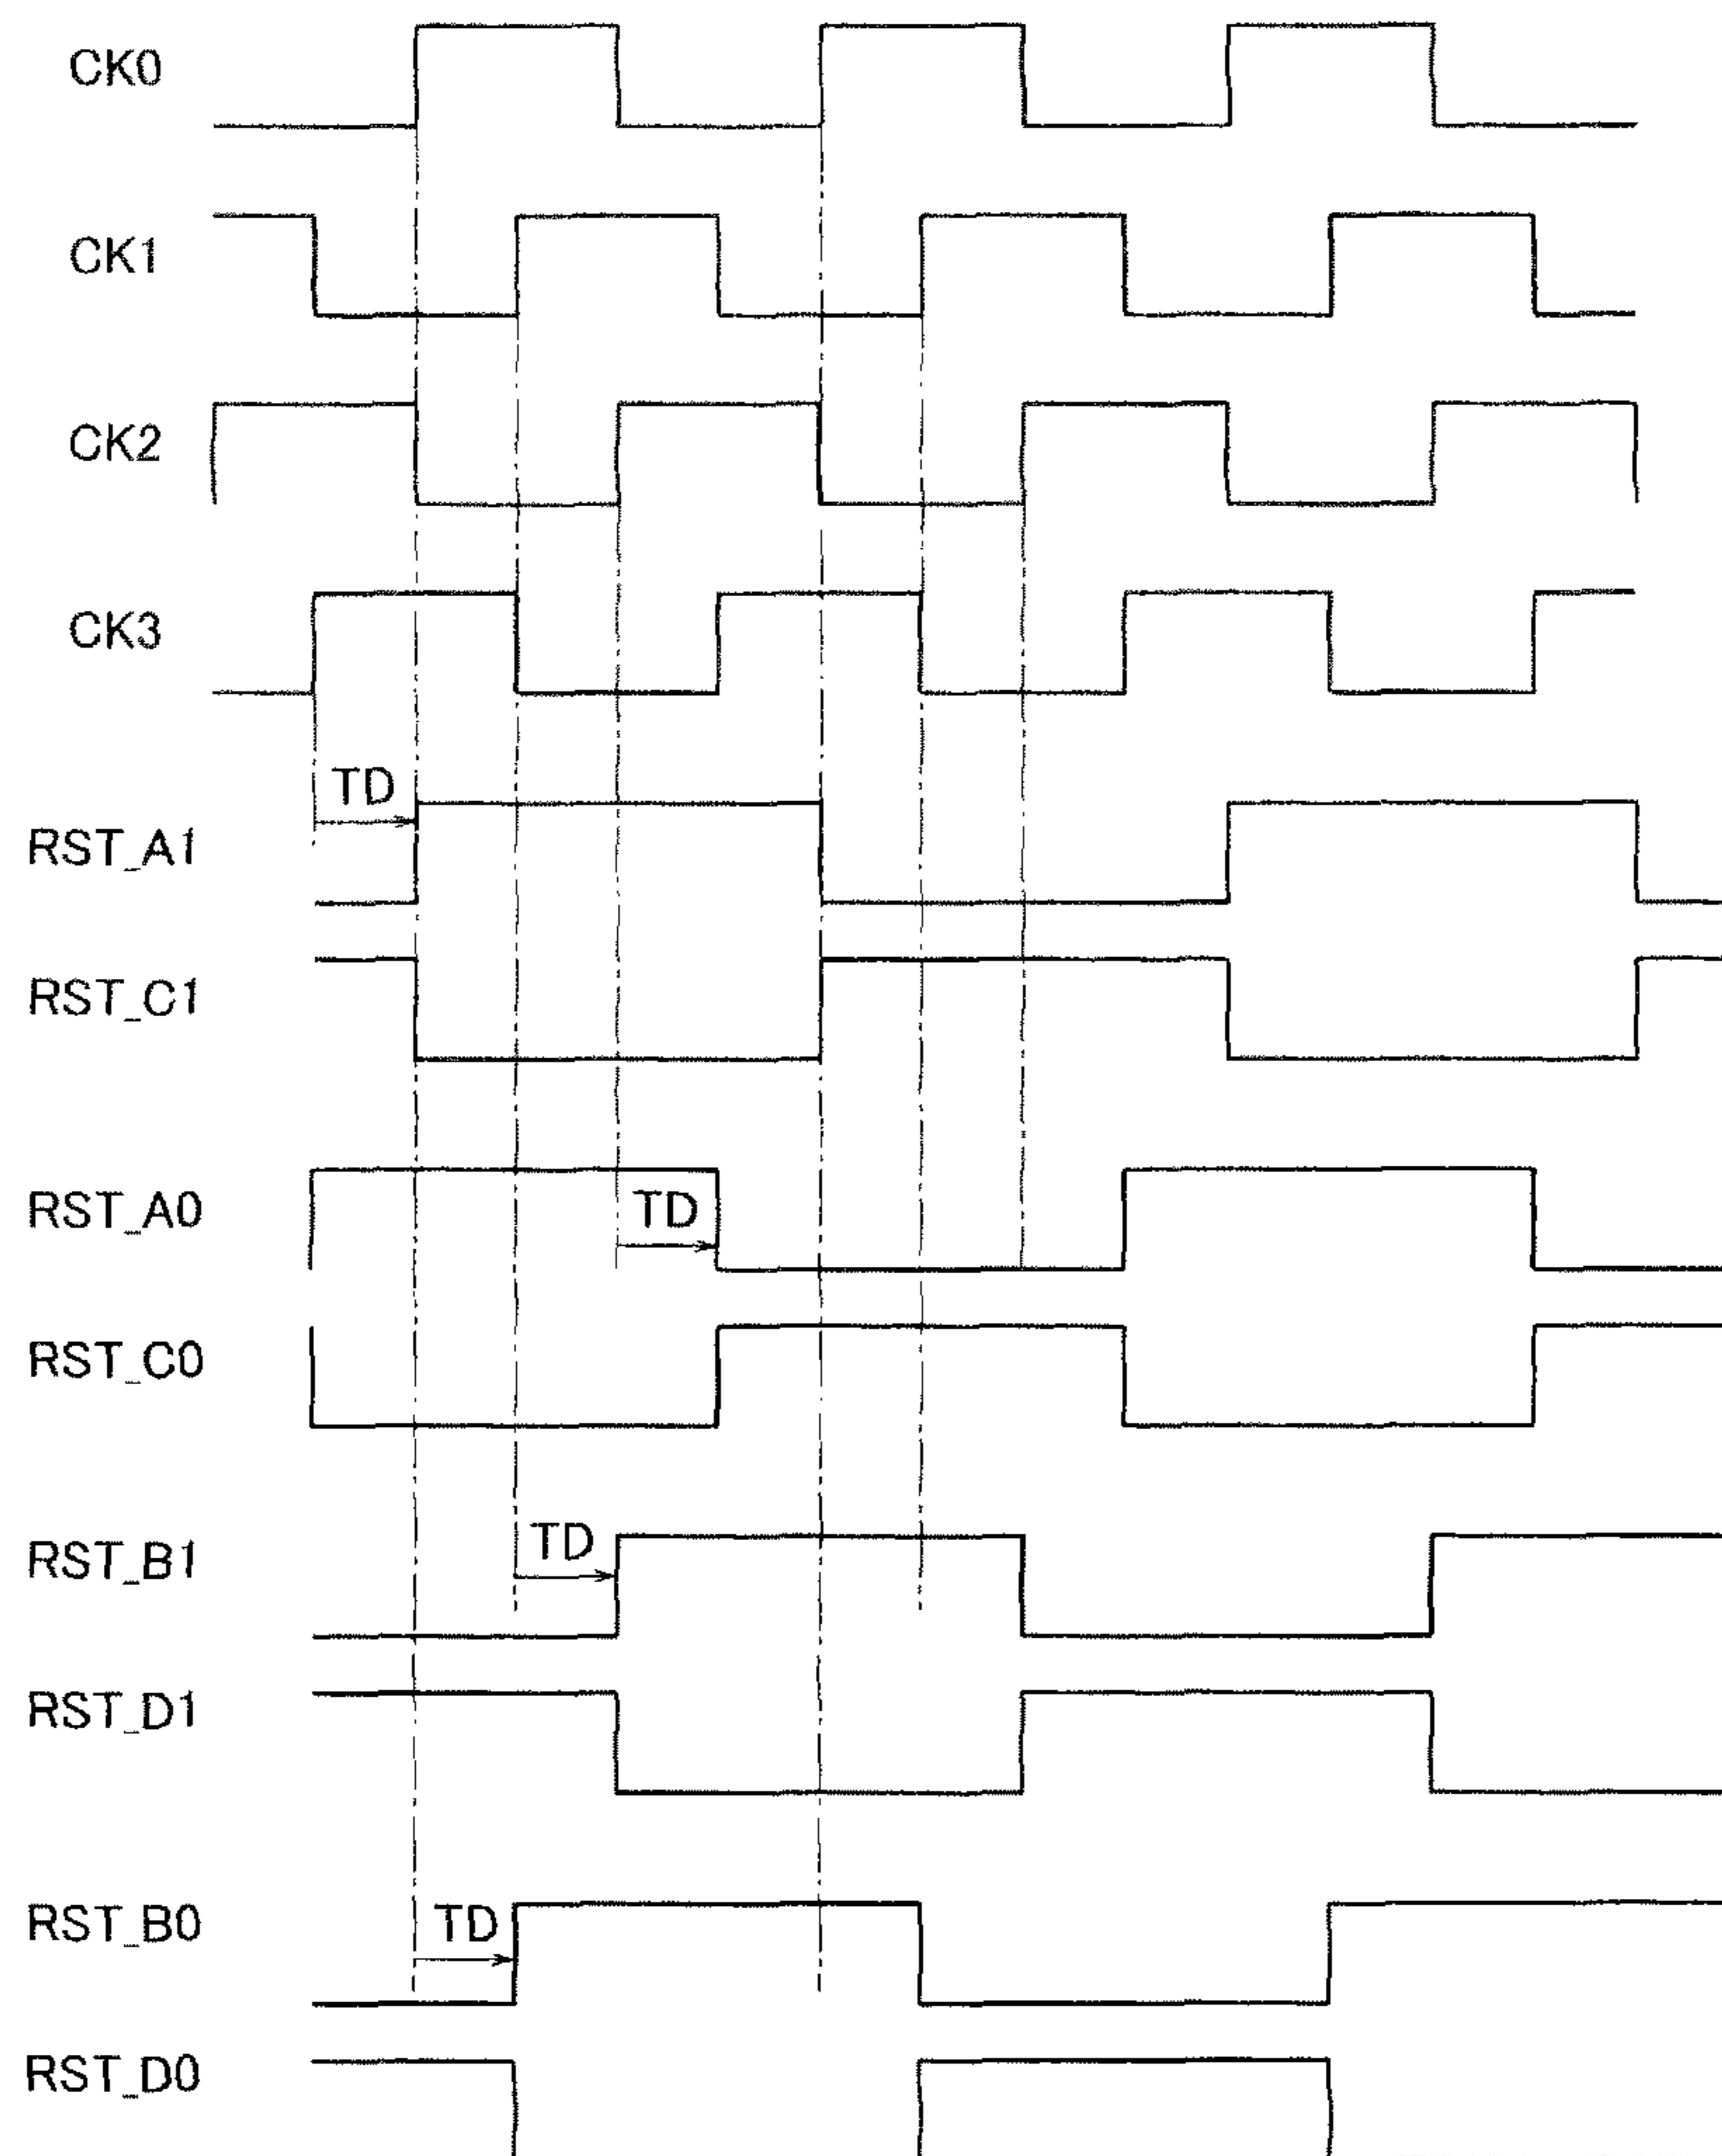 CK0
CK1
CK2
CK3
TD
RST_A1
RST_C1
RST_A0
TD
RST_C0
TD
RST_B1
RST_D1
RST_B0
TD
RST_D0